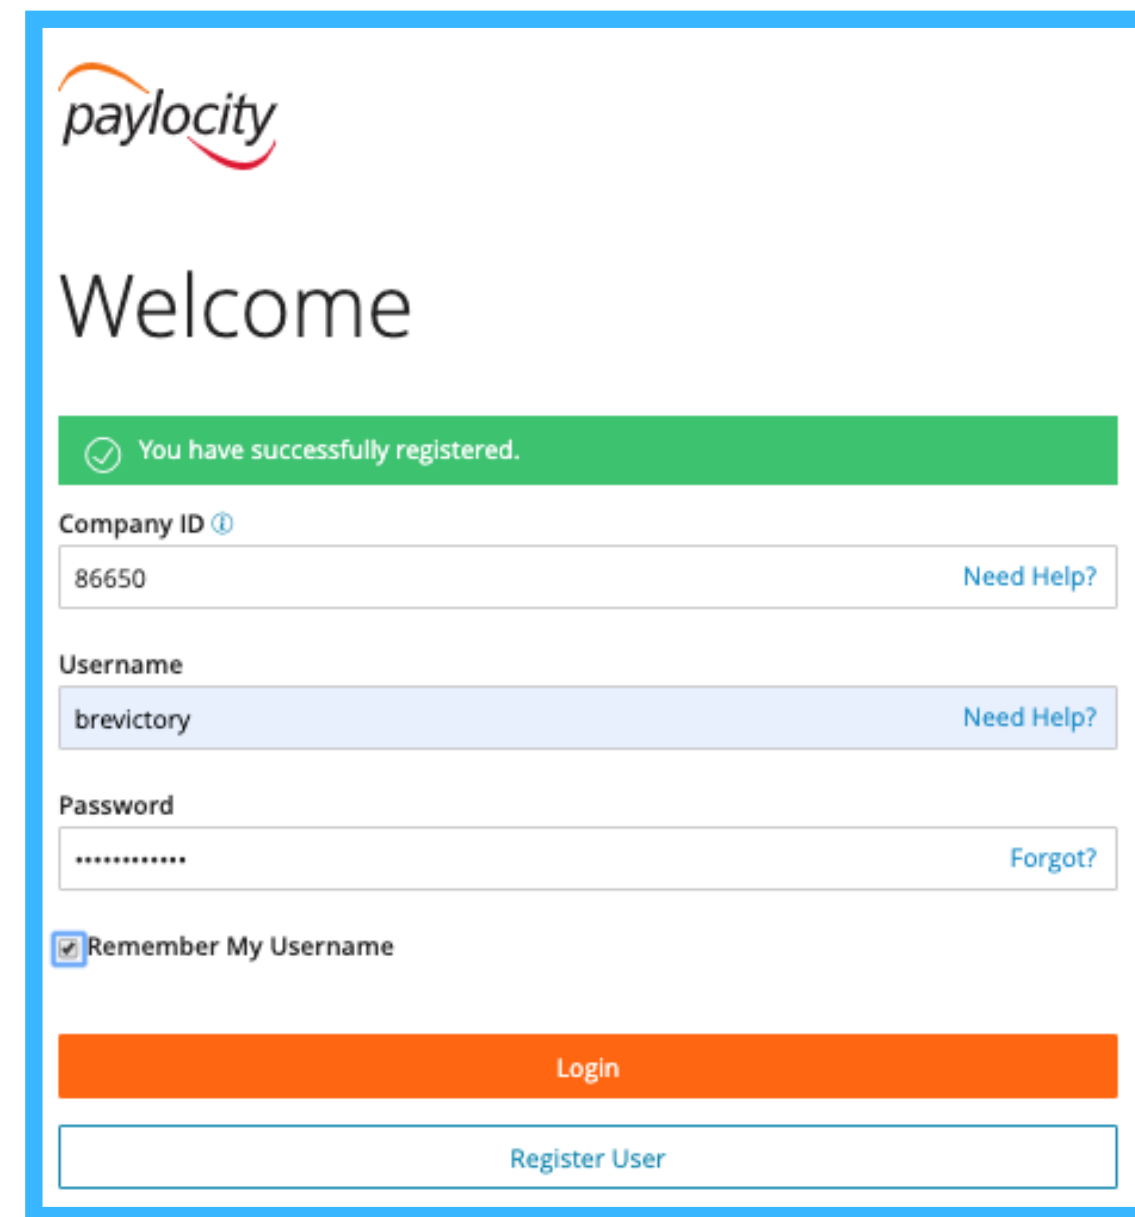 paylocity
Welcome
You have successfully registered.
Company ID
86650 Need Help?
Username
brevictory Need Help?
Password
•••••••••••• Forgot?
Remember My Username
Login
Register User